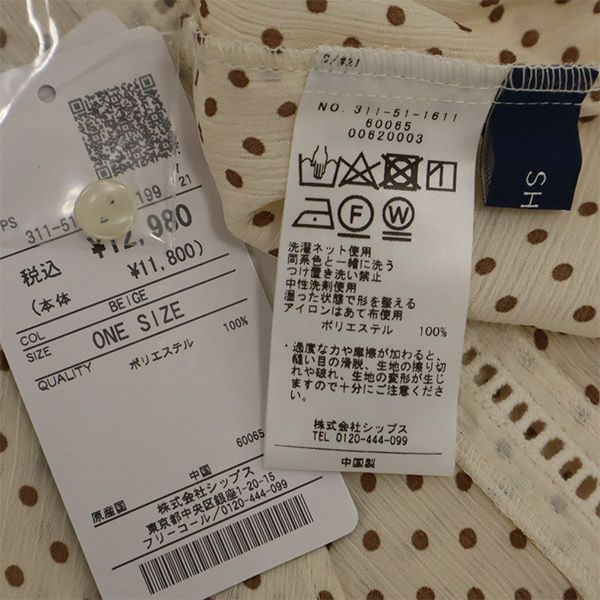 PS
311-51
199
21
税込
¥12,980
(本体
¥11,800)
COL
BEIGE
SIZE
ONE SIZE
QUALITY
ポリエステル
100%
60065
原産国
中国
株式会社シップス
東京都中央区銀座1-20-15
フリーコール/0120-444-099
NO. 311-51-1611
60065
00620003
F
W
洗濯ネット使用
同系色と一緒に洗う
つけ置き洗い禁止
中性洗剤使用
湿った状態で形を整える
アイロンはあて布使用
ポリエステル 100%
・過度な力や摩擦が加わると、
縫い目の滑脱、生地の擦り切
れや破れ、生地の変形が生じ
ますので十分にご注意くださ
い。
株式会社シップス
TEL 0120-444-099
中国製
SH